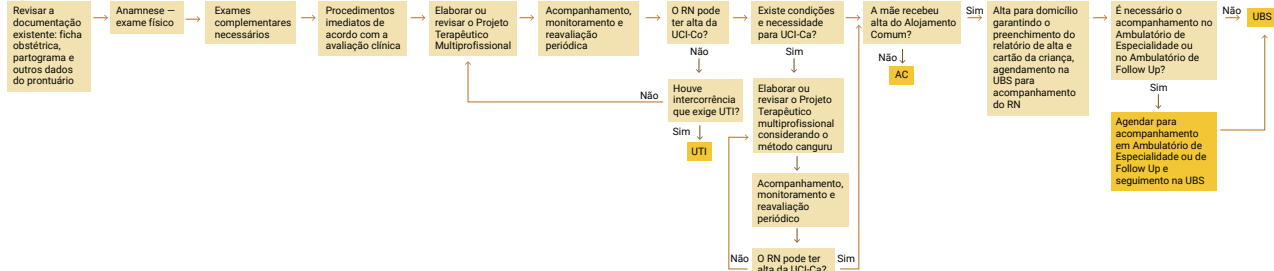 Revisar a
documentação
existente: ficha
obstétrica,
partograma e
outros dados
do prontuário
Anamnese —
exame físico
Exames
complementares
necessários
Procedimentos
imediatos de
acordo com a
avaliação clínica
Elaborar ou
revisar o Projeto
Terapêutico
Multiprofissional
Acompanhamento,
monitoramento e
reavaliação
periódica
O RN pode
ter alta da
UCI-Co?
Não
Houve
intercorrência
que exige UTI?
Não
Sim
UTI
Existe condições
e necessidade
para UCI-Ca?
Sim
Elaborar ou
revisar o Projeto
Terapêutico
multiprofissional
considerando o
método canguru
Acompanhamento,
monitoramento e
reavaliação
periódico
O RN pode ter
alta da UCI-Ca?
Não
Sim
A mãe recebeu
alta do Alojamento
Comum?
Não
AC
Sim
Alta para domicílio
garantindo o
preenchimento do
relatório de alta e
cartão da criança,
agendamento na
UBS para
acompanhamento
do RN
É necessário o
acompanhamento no
Ambulatório de
Especialidade ou
no Ambulatório de
Follow Up?
Não
UBS
Sim
Agendar para
acompanhamento
em Ambulatório de
Especialidade ou de
Follow Up e
seguimento na UBS